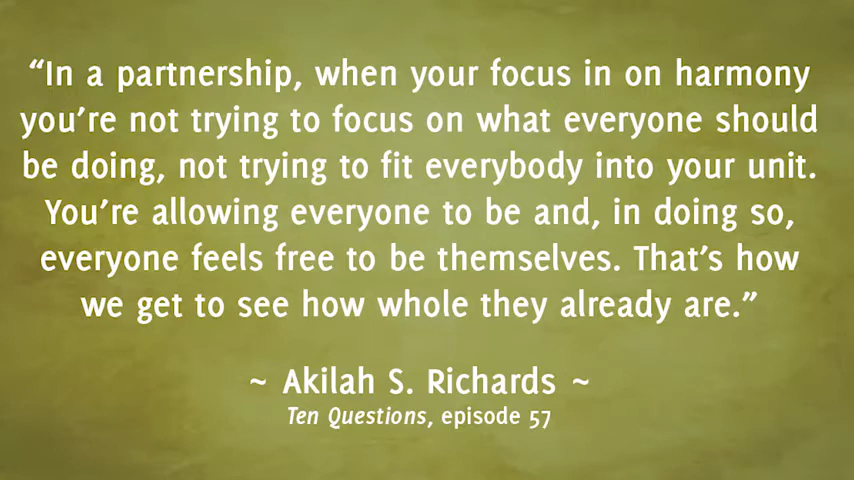 “In a partnership, when your focus in on harmony
you’re not trying to focus on what everyone should
be doing, not trying to fit everybody into your unit.
You’re allowing everyone to be and, in doing so,
everyone feels free to be themselves. That’s how
we get to see how whole they already are.”
~ Akilah S. Richards ~
Ten Questions, episode 57